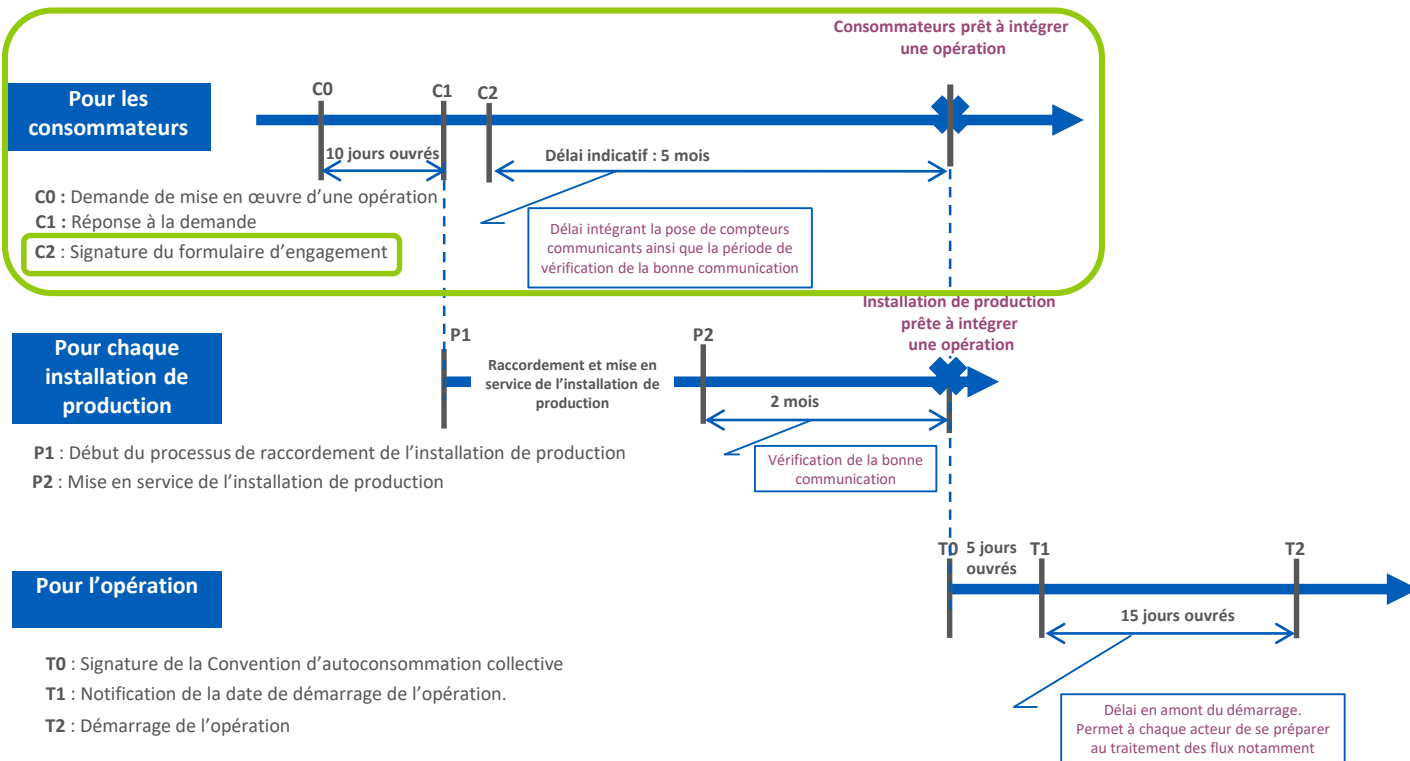 Consommateurs prêt à intégrer
une opération
Pour les
consommateurs
C0
C1
C2
10 jours ouvrés
Délai indicatif : 5 mois
C0 : Demande de mise en œuvre d'une opération
C1 : Réponse à la demande
C2 : Signature du formulaire d'engagement
Délai intégrant la pose de compteurs
communicants ainsi que la période de
vérification de la bonne communication
Installation de production
prête à intégrer
une opération
Pour chaque
installation de
production
P1
Raccordement et mise en
service de l'installation de
production
P2
2 mois
P1 : Début du processus de raccordement de l'installation de production
P2 : Mise en service de l'installation de production
Vérification de la bonne
communication
Pour l'opération
T0
5 jours
ouvrés
T1
T2
15 jours ouvrés
T0 : Signature de la Convention d'autoconsommation collective
T1 : Notification de la date de démarrage de l'opération.
T2 : Démarrage de l'opération
Délai en amont du démarrage.
Permet à chaque acteur de se préparer
au traitement des flux notamment